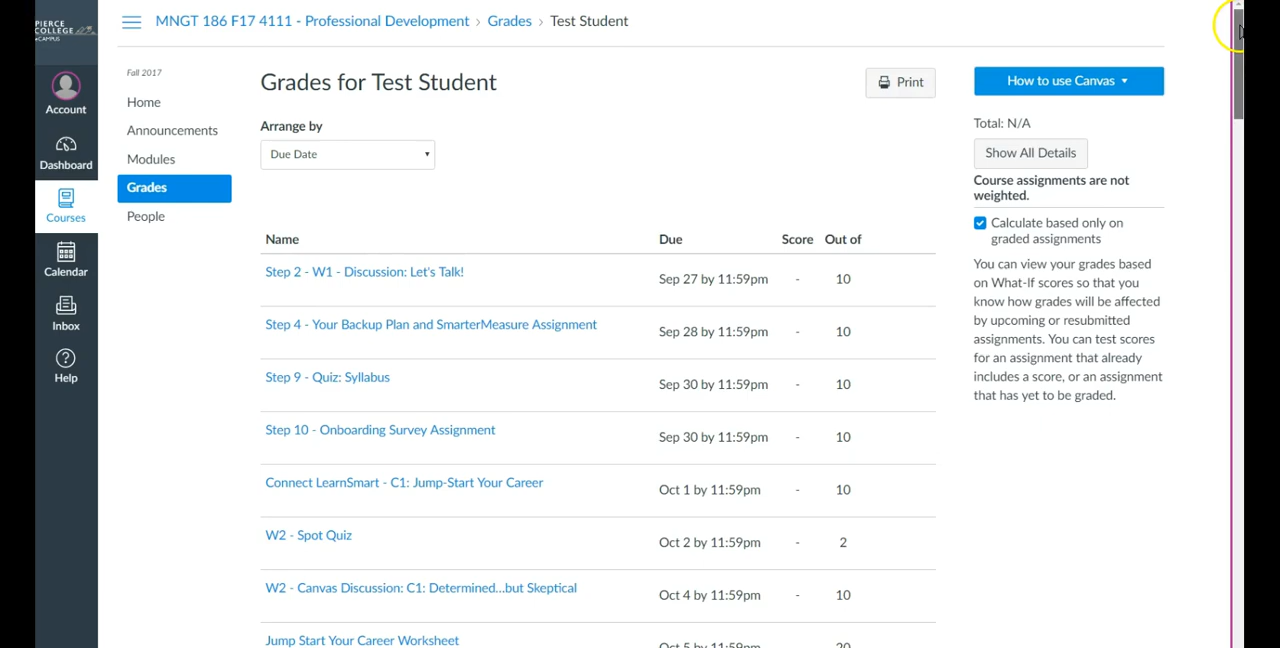 PIERCE
COLLEGE
CAMPUS
Account
Dashboard
Courses
Calendar
Inbox
Help
MNGT 186 F17 4111 - Professional Development › Grades › Test Student
Fall 2017
Home
Announcements
Modules
Grades
People
Grades for Test Student
Print
Arrange by
Due Date
Name Due Score Out of
Step 2 - W1 - Discussion: Let's Talk! Sep 27 by 11:59pm - 10
Step 4 - Your Backup Plan and SmarterMeasure Assignment Sep 28 by 11:59pm - 10
Step 9 - Quiz: Syllabus Sep 30 by 11:59pm - 10
Step 10 - Onboarding Survey Assignment Sep 30 by 11:59pm - 10
Connect LearnSmart - C1: Jump-Start Your Career Oct 1 by 11:59pm - 10
W2 - Spot Quiz Oct 2 by 11:59pm - 2
W2 - Canvas Discussion: C1: Determined...but Skeptical Oct 4 by 11:59pm - 10
Jump Start Your Career Worksheet Oct 5 by 11:59pm - 20
How to use Canvas
Total: N/A
Show All Details
Course assignments are not
weighted.
Calculate based only on
graded assignments
You can view your grades based
on What-If scores so that you
know how grades will be affected
by upcoming or resubmitted
assignments. You can test scores
for an assignment that already
includes a score, or an assignment
that has yet to be graded.